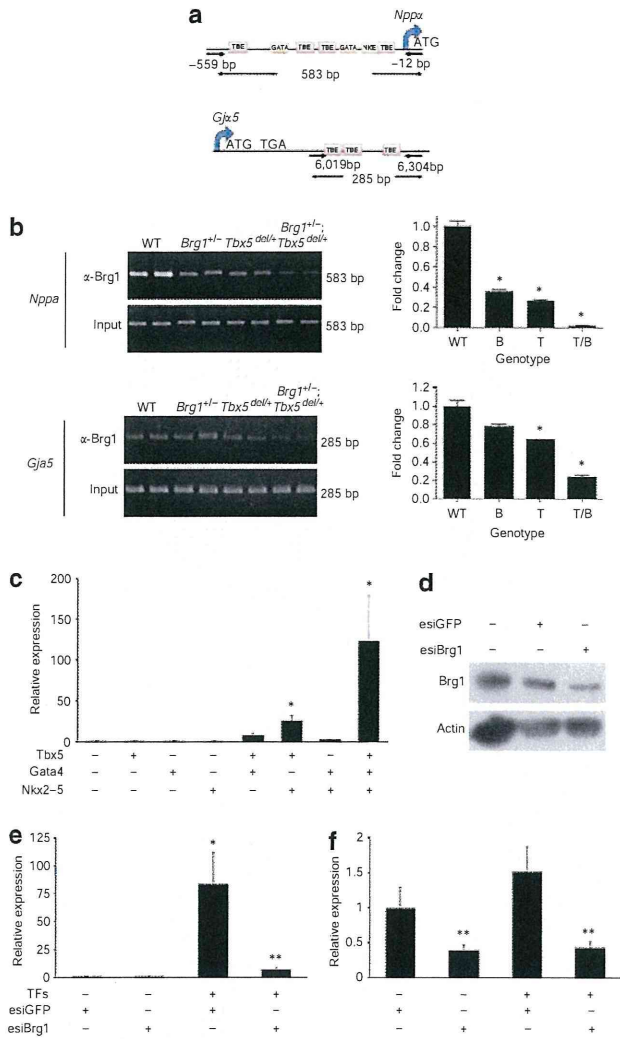 a
Nppa
TBE GATA TBE TBE GATA NKE TBE ATG
−559 bp −12 bp
583 bp
Gja5
ATG TGA TBE TBE TBE
6,019bp 6,304bp
285 bp
b
WT Brg1+/− Tbx5del/+ Brg1+/−; Tbx5del/+
Nppa
α-Brg1 583 bp
Input 583 bp
Fold change
1.0
0.8
0.6
0.4
0.2
0.0
* * *
WT B T T/B
Genotype
WT Brg1+/− Tbx5del/+ Brg1+/−; Tbx5del/+
Gja5
α-Brg1 285 bp
Input 285 bp
Fold change
1.2
1.0
0.8
0.6
0.4
0.2
0.0
* *
WT B T T/B
Genotype
c
Relative expression
200
150
100
50
0
* *
Tbx5 − + − − + + − +
Gata4 − − + − + − + +
Nkx2−5 − − − + − + + +
d
esiGFP − + −
esiBrg1 − − +
Brg1
Actin
e
Relative expression
125
100
75
50
25
0
* **
TFs − − + +
esiGFP + − + −
esiBrg1 − + − +
f
Relative expression
2
1.5
1
0.5
0
** **
− − + +
+ − + −
− + − +